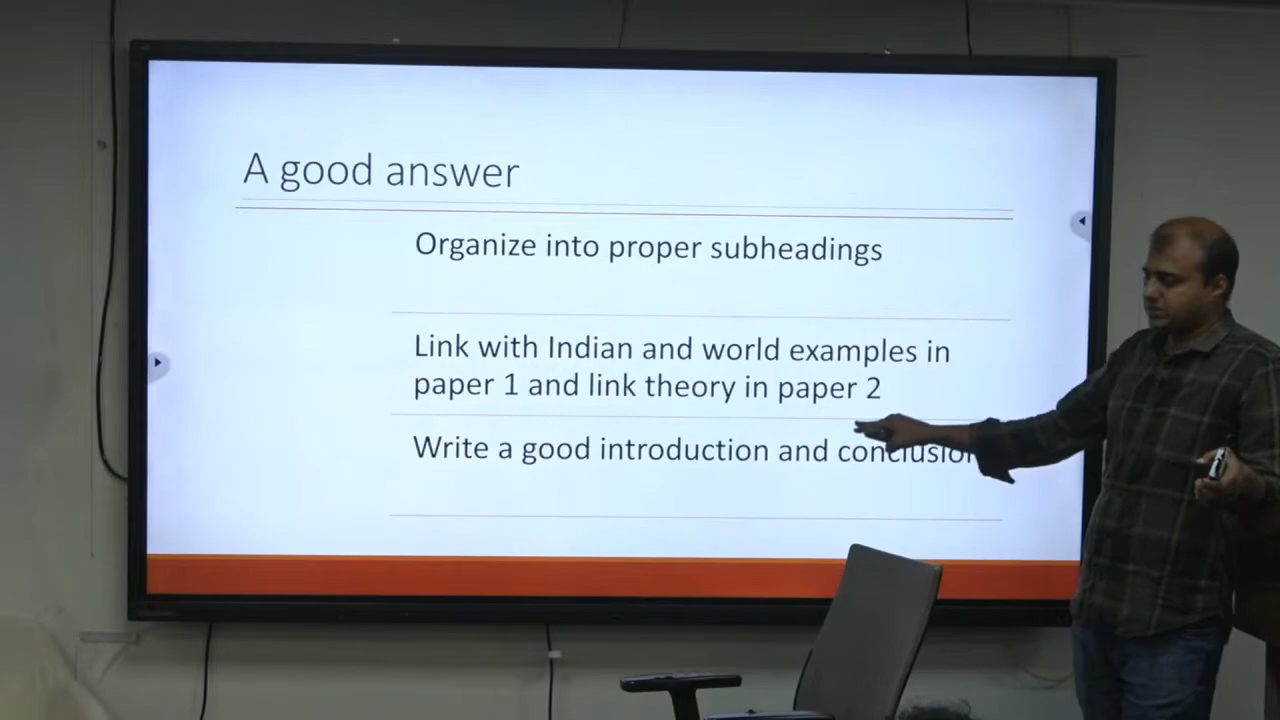 A good answer
Organize into proper subheadings
Link with Indian and world examples in
paper 1 and link theory in paper 2
Write a good introduction and conclusion